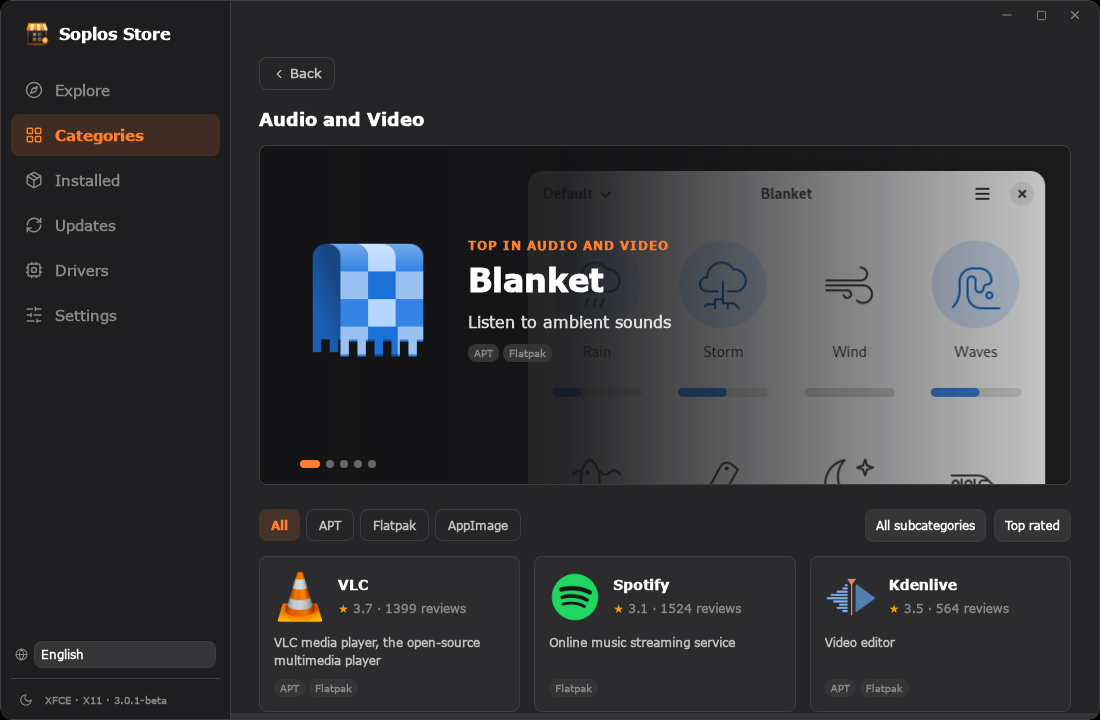 Soplos Store
Explore
Categories
Installed
Updates
Drivers
Settings
English
XFCE · X11 · 3.0.1-beta
Back
Audio and Video
Default
Blanket
TOP IN AUDIO AND VIDEO
Blanket
Listen to ambient sounds
APT Flatpak
Rain Storm Wind Waves
All APT Flatpak AppImage
All subcategories Top rated
VLC
★ 3.7 · 1399 reviews
VLC media player, the open-source
multimedia player
APT Flatpak
Spotify
★ 3.1 · 1524 reviews
Online music streaming service
Flatpak
Kdenlive
★ 3.5 · 564 reviews
Video editor
APT Flatpak